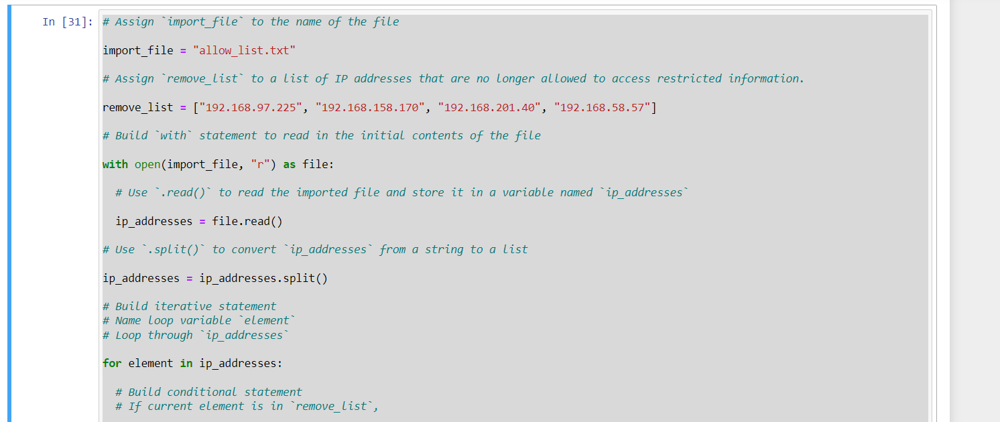 In [31]: # Assign `import_file` to the name of the file
import_file = "allow_list.txt"
# Assign `remove_list` to a list of IP addresses that are no longer allowed to access restricted information.
remove_list = ["192.168.97.225", "192.168.158.170", "192.168.201.40", "192.168.58.57"]
# Build `with` statement to read in the initial contents of the file
with open(import_file, "r") as file:
# Use `.read()` to read the imported file and store it in a variable named `ip_addresses`
ip_addresses = file.read()
# Use `.split()` to convert `ip_addresses` from a string to a list
ip_addresses = ip_addresses.split()
# Build iterative statement
# Name loop variable `element`
# Loop through `ip_addresses`
for element in ip_addresses:
# Build conditional statement
# If current element is in `remove_list`,